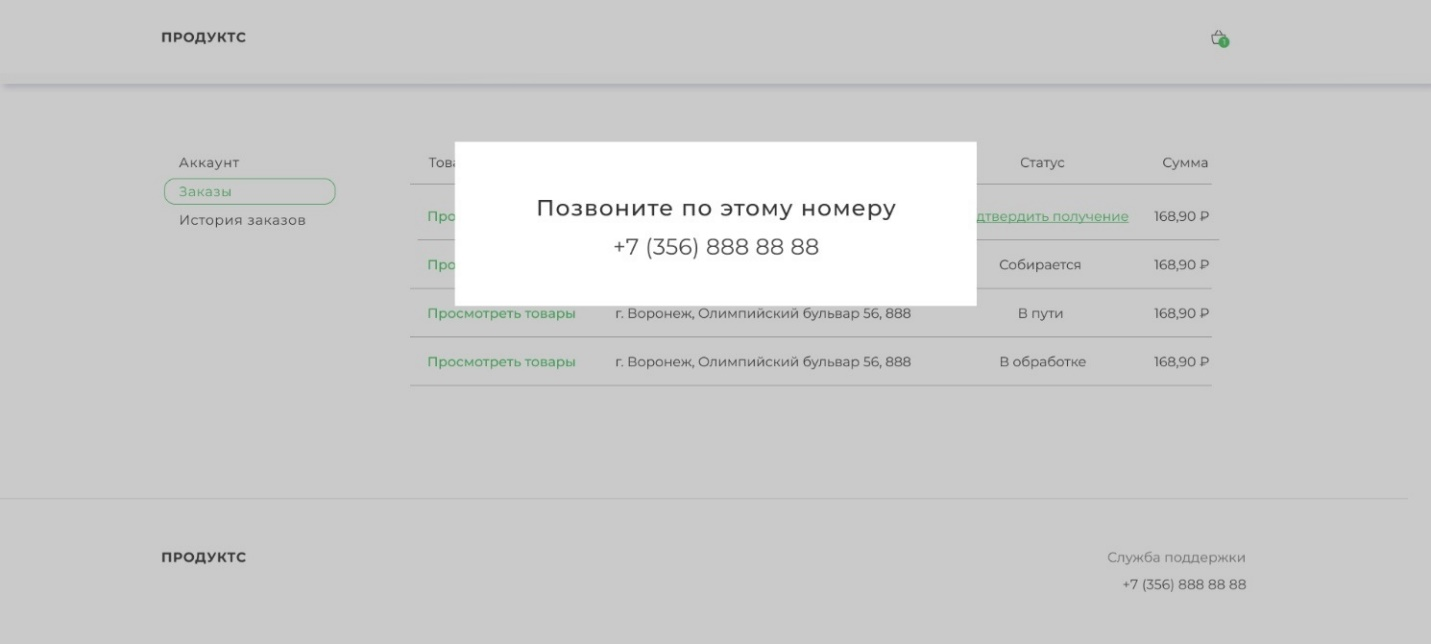 ПРОДУКТС
1
Аккаунт
Заказы
История заказов
Статус Сумма
Позвоните по этому номеру
+7 (356) 888 88 88
получение 168,90 ₽
Собирается 168,90 ₽
Просмотреть товары г. Воронеж, Олимпийский бульвар 56, 888 В пути 168,90 ₽
Просмотреть товары г. Воронеж, Олимпийский бульвар 56, 888 В обработке 168,90 ₽
ПРОДУКТС
Служба поддержки
+7 (356) 888 88 88